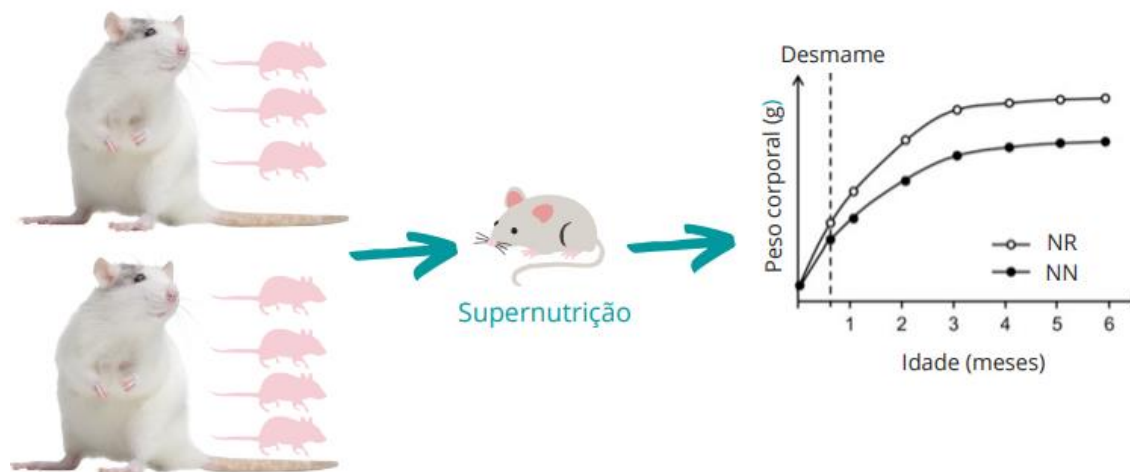 Supernutrição
Desmame
Peso corporal (g)
NR
NN
1 2 3 4 5 6
Idade (meses)